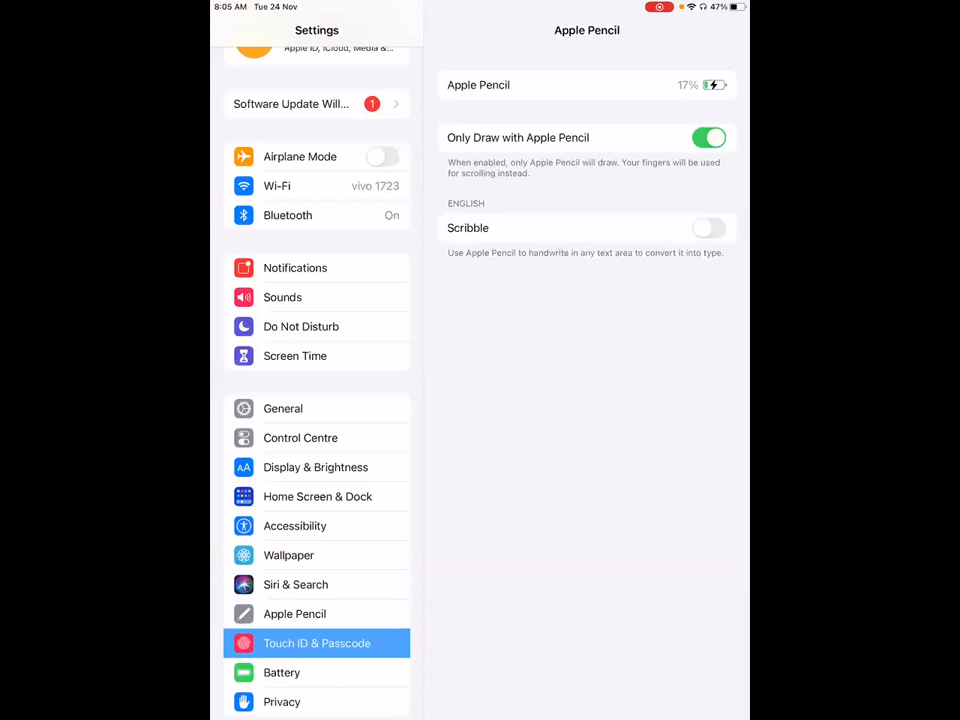 8:05 AM Tue 24 Nov
47%
Settings
Apple ID, iCloud, Media &...
Software Update Will... 1
Airplane Mode
Wi-Fi vivo 1723
Bluetooth On
Notifications
Sounds
Do Not Disturb
Screen Time
General
Control Centre
AA Display & Brightness
Home Screen & Dock
Accessibility
Wallpaper
Siri & Search
Apple Pencil
Touch ID & Passcode
Battery
Privacy
Apple Pencil
Apple Pencil 17%
Only Draw with Apple Pencil
When enabled, only Apple Pencil will draw. Your fingers will be used
for scrolling instead.
ENGLISH
Scribble
Use Apple Pencil to handwrite in any text area to convert it into type.